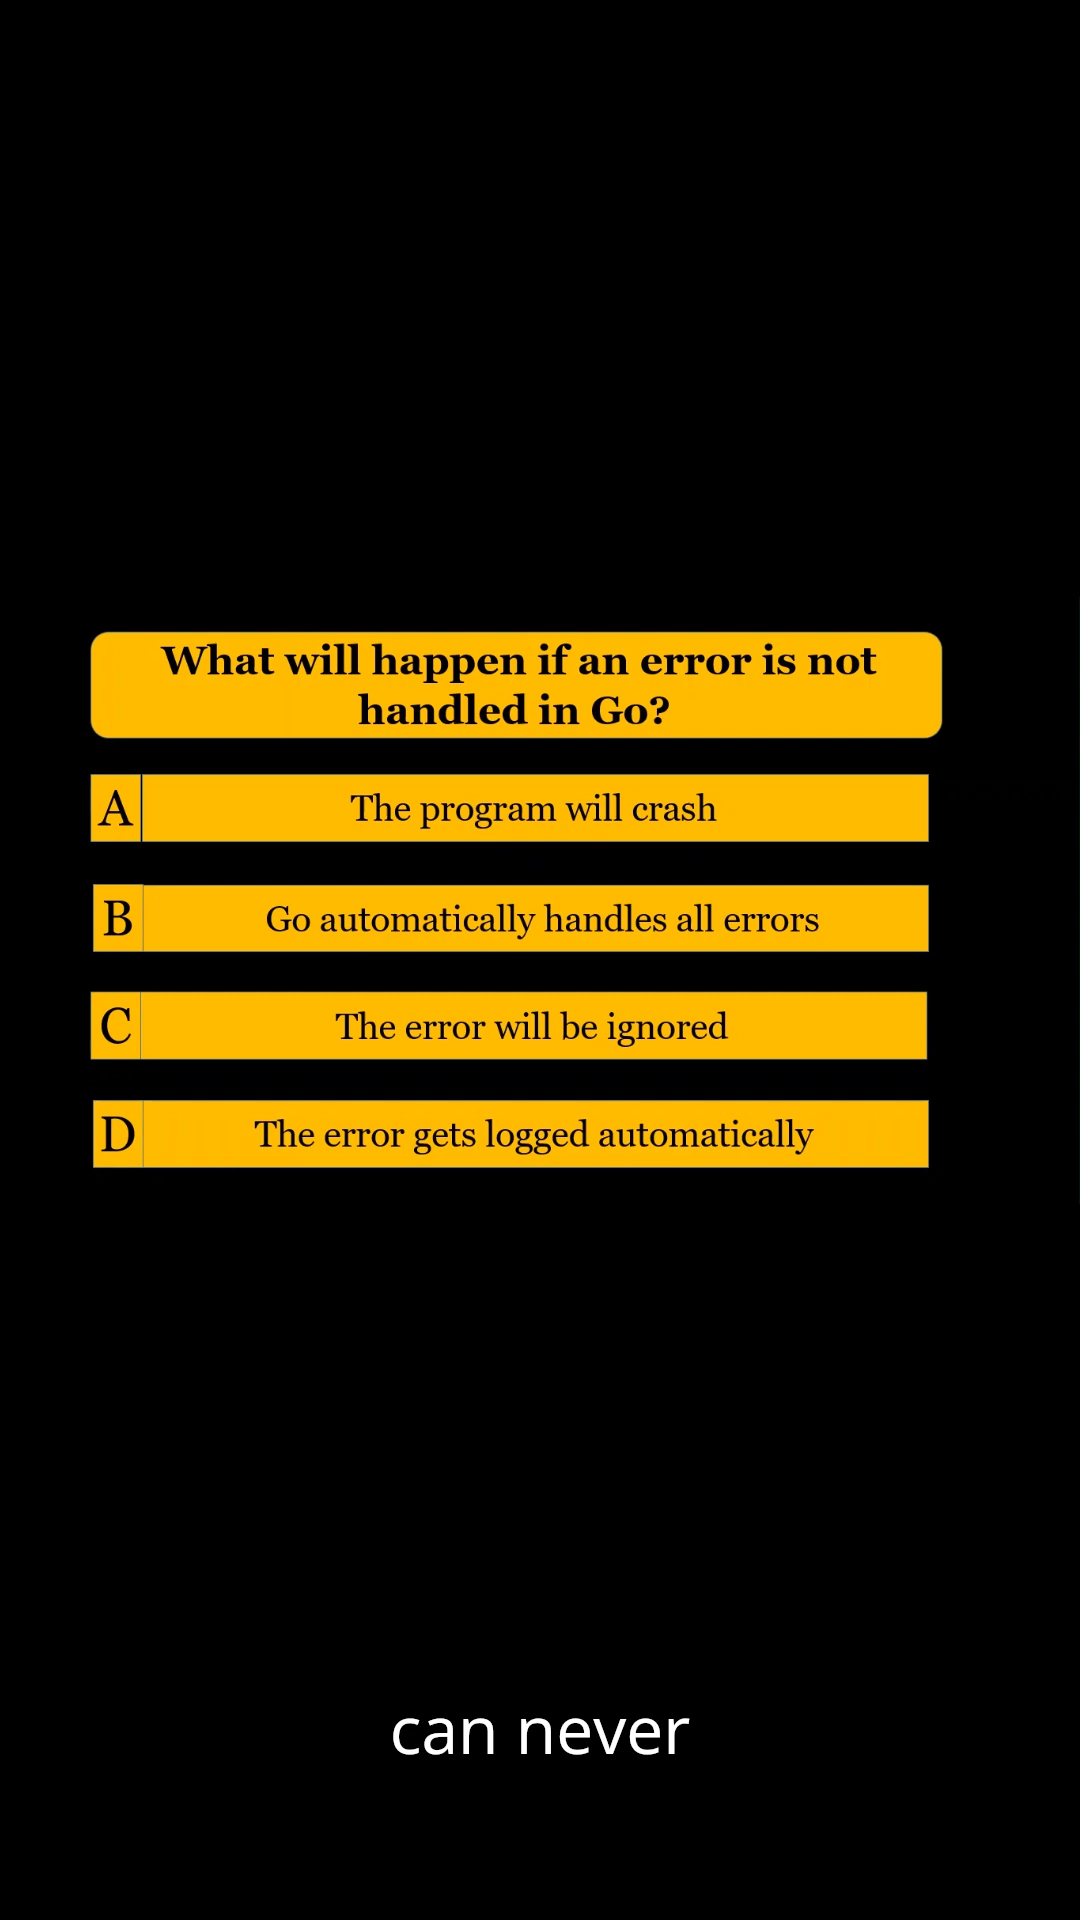 What will happen if an error is not
handled in Go?
A The program will crash
B Go automatically handles all errors
C The error will be ignored
D The error gets logged automatically
can never